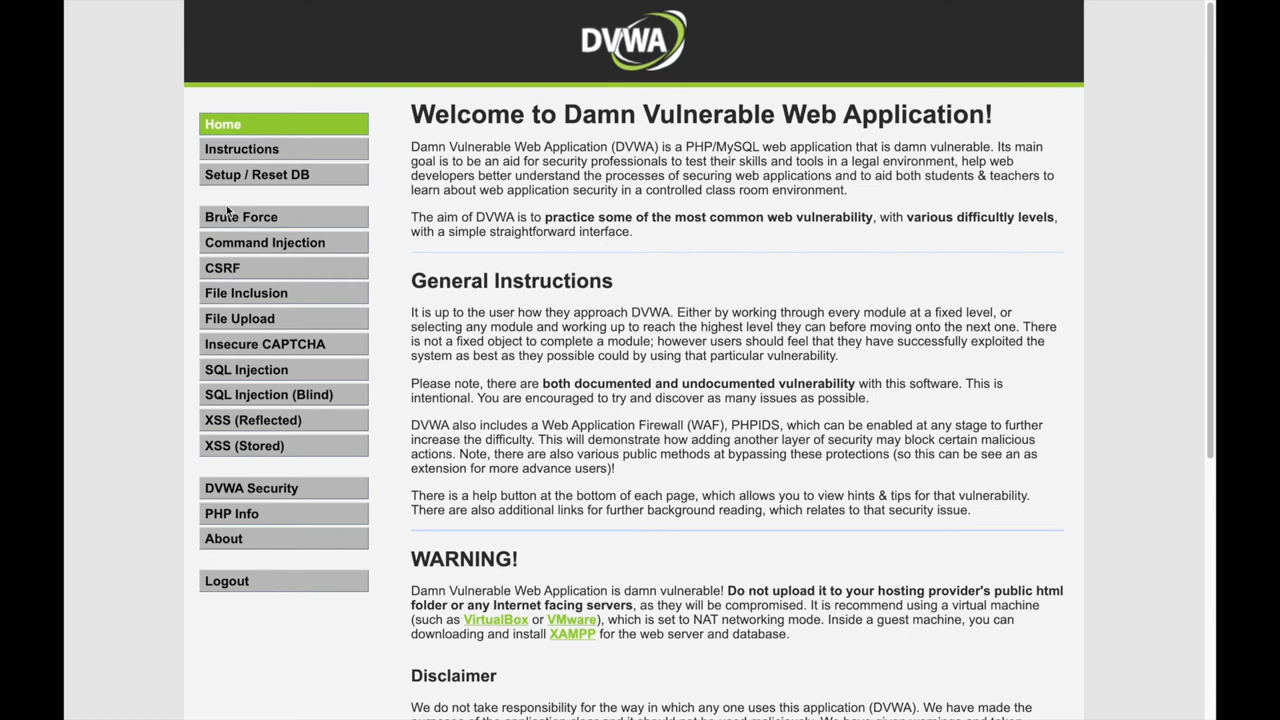 DVWA
Home
Instructions
Setup / Reset DB
Brute Force
Command Injection
CSRF
File Inclusion
File Upload
Insecure CAPTCHA
SQL Injection
SQL Injection (Blind)
XSS (Reflected)
XSS (Stored)
DVWA Security
PHP Info
About
Logout
Welcome to Damn Vulnerable Web Application!
Damn Vulnerable Web Application (DVWA) is a PHP/MySQL web application that is damn vulnerable. Its main
goal is to be an aid for security professionals to test their skills and tools in a legal environment, help web
developers better understand the processes of securing web applications and to aid both students & teachers to
learn about web application security in a controlled class room environment.
The aim of DVWA is to practice some of the most common web vulnerability, with various difficultly levels,
with a simple straightforward interface.
General Instructions
It is up to the user how they approach DVWA. Either by working through every module at a fixed level, or
selecting any module and working up to reach the highest level they can before moving onto the next one. There
is not a fixed object to complete a module; however users should feel that they have successfully exploited the
system as best as they possible could by using that particular vulnerability.
Please note, there are both documented and undocumented vulnerability with this software. This is
intentional. You are encouraged to try and discover as many issues as possible.
DVWA also includes a Web Application Firewall (WAF), PHPIDS, which can be enabled at any stage to further
increase the difficulty. This will demonstrate how adding another layer of security may block certain malicious
actions. Note, there are also various public methods at bypassing these protections (so this can be see an as
extension for more advance users)!
There is a help button at the bottom of each page, which allows you to view hints & tips for that vulnerability.
There are also additional links for further background reading, which relates to that security issue.
WARNING!
Damn Vulnerable Web Application is damn vulnerable! Do not upload it to your hosting provider's public html
folder or any Internet facing servers, as they will be compromised. It is recommend using a virtual machine
(such as VirtualBox or VMware), which is set to NAT networking mode. Inside a guest machine, you can
downloading and install XAMPP for the web server and database.
Disclaimer
We do not take responsibility for the way in which any one uses this application (DVWA). We have made the